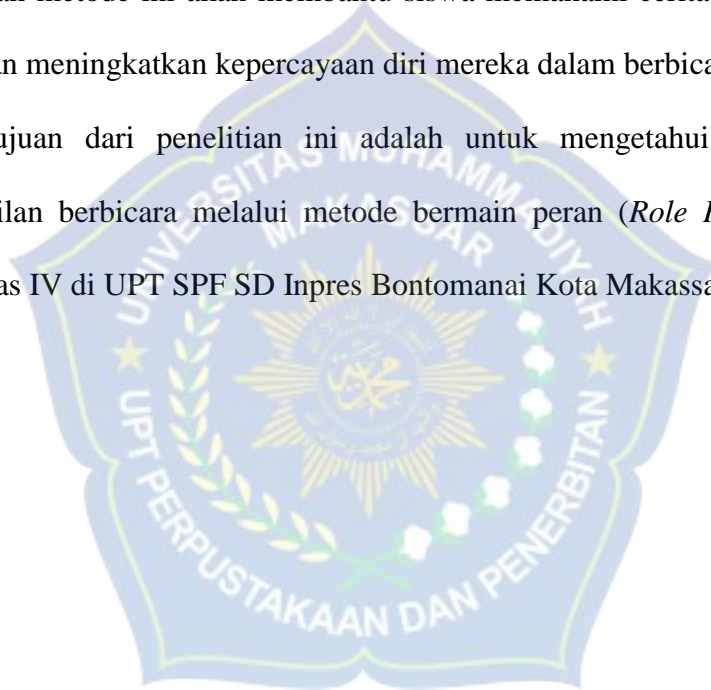 an metode ini akan membantu siswa memahami cerita
an meningkatkan kepercayaan diri mereka dalam berbica
ujuan dari penelitian ini adalah untuk mengetahui
ilan berbicara melalui metode bermain peran (Role
as IV di UPT SPF SD Inpres Bontomanai Kota Makassa
UNIVERSITAS MUHAMMADIYAH
MAKASSAR
UPT PERPUSTAKAAN DAN PENERBITAN